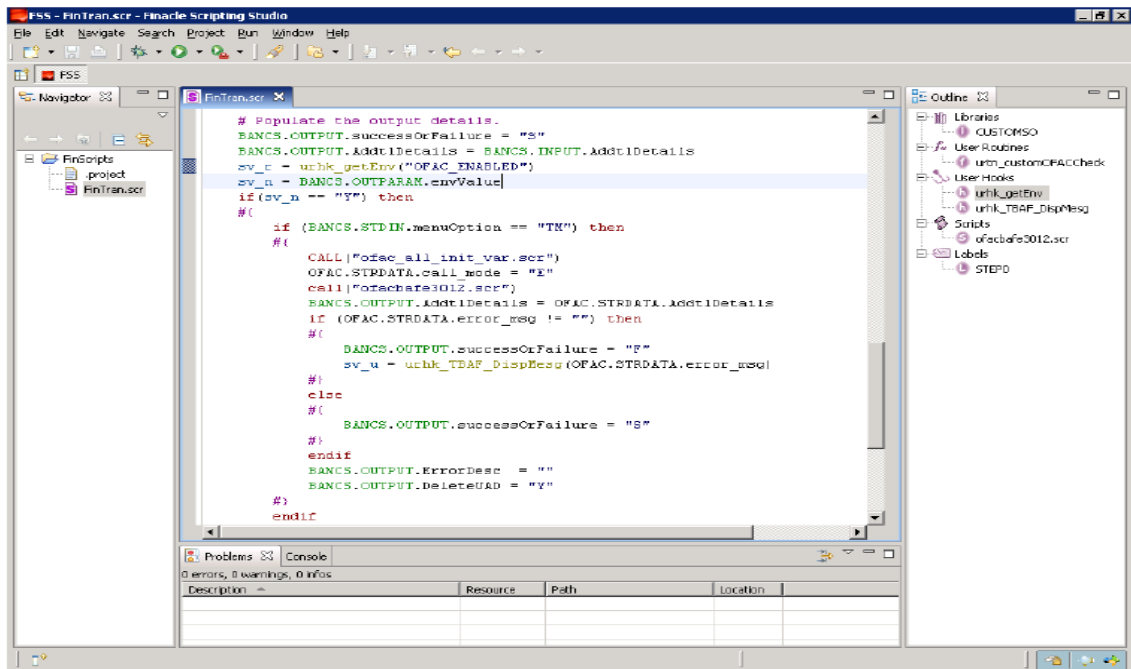 FSS - FinTran.scr - Finacle Scripting Studio
File Edit Navigate Search Project Run Window Help
FSS
Navigator
FinScripts
.project
FinTran.scr
FinTran.scr
# Populate the output details.
BANCS.OUTPUT.successOrFailure = "S"
BANCS.OUTPUT.AddtlDetails = BANCS.INPUT.AddtlDetails
sv_r = urhk_getEnv("OFAC_ENABLED")
sv_n = BANCS.OUTPARAM.envValue
if(sv_n == "Y") then
#{
if (BANCS.STDIN.menuOption == "TM") then
#{
CALL("ofac_all_init_var.scr")
OFAC.STRDATA.call_mode = "E"
call("ofacbafe3012.scr")
BANCS.OUTPUT.AddtlDetails = OFAC.STRDATA.AddtlDetails
if (OFAC.STRDATA.error_msg != "") then
#{
BANCS.OUTPUT.successOrFailure = "F"
sv_u = urhk_TBAF_DispMesg(OFAC.STRDATA.error_msg)
#}
else
#{
BANCS.OUTPUT.successOrFailure = "S"
#}
endif
BANCS.OUTPUT.ErrorDesc = ""
BANCS.OUTPUT.DeleteUAD = "Y"
#}
endif
Problems Console
0 errors, 0 warnings, 0 infos
Description Resource Path Location
Outline
Libraries
CUSTOMSO
User Routines
urtn_customOFACCheck
User Hooks
urhk_getEnv
urhk_TBAF_DispMesg
Scripts
ofacbafe3012.scr
Labels
STEP0